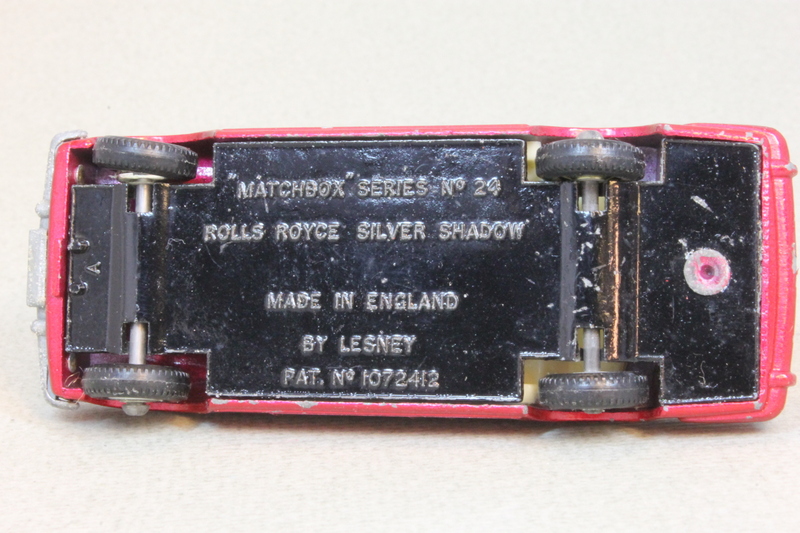 "MATCHBOX" SERIES Nº 24
ROLLS ROYCE SILVER SHADOW
MADE IN ENGLAND
BY LESNEY
PAT. Nº 1072412
A